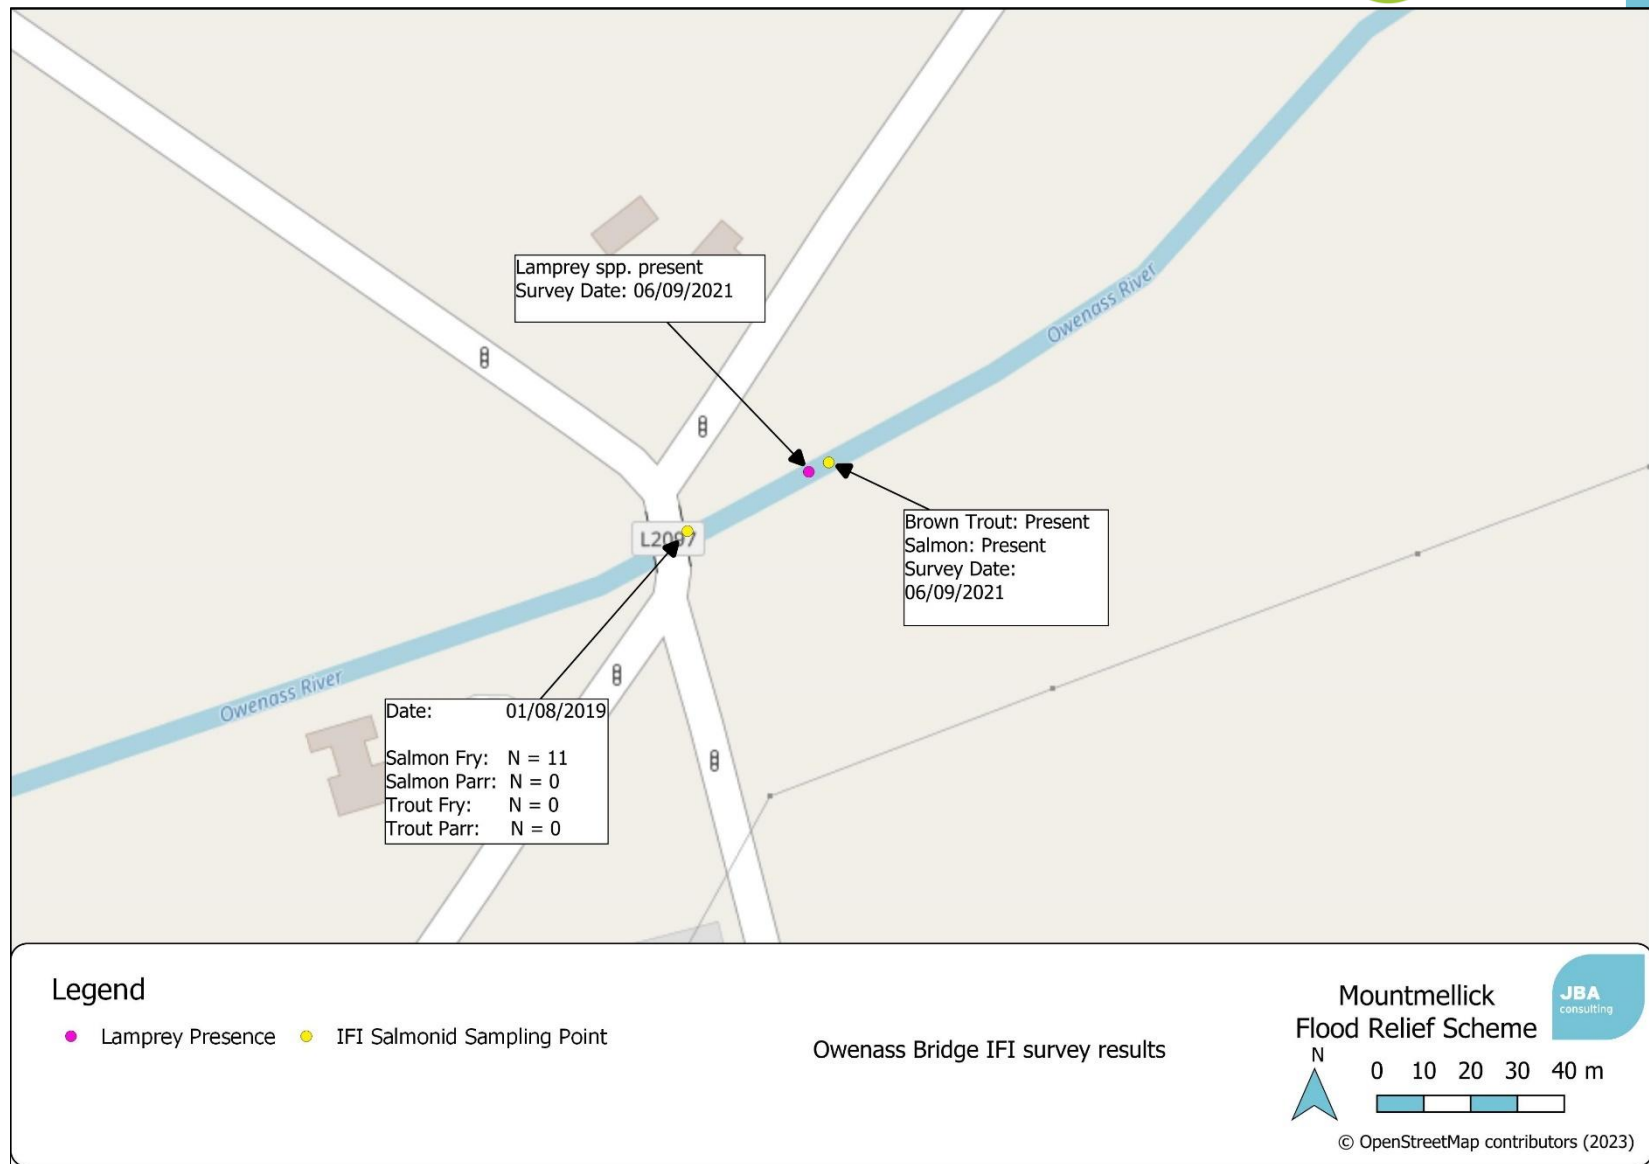 Lamprey spp. present
Survey Date: 06/09/2021
Owenass River
L2097
Brown Trout: Present
Salmon: Present
Survey Date:
06/09/2021
Owenass River
Date: 01/08/2019
Salmon Fry: N = 11
Salmon Parr: N = 0
Trout Fry: N = 0
Trout Parr: N = 0
Legend
Lamprey Presence
IFI Salmonid Sampling Point
Owenass Bridge IFI survey results
Mountmellick
Flood Relief Scheme
JBA
consulting
N
0 10 20 30 40 m
© OpenStreetMap contributors (2023)